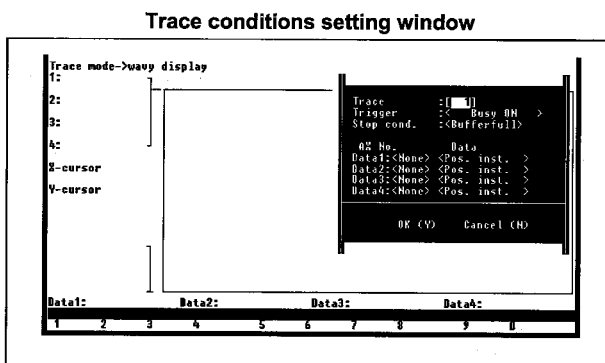 Trace conditions setting window
Trace mode->wavy display
1:
2:
3:
4:
X-cursor
Y-cursor
Trace :[ 1]
Trigger :< Busy ON >
Stop cond. :<Bufferfull>
AX No. Data
Data1:<None> <Pos. inst. >
Data2:<None> <Pos. inst. >
Data3:<None> <Pos. inst. >
Data4:<None> <Pos. inst. >
OK (Y) Cancel (N)
Data1: Data2: Data3: Data4:
1 2 3 4 5 6 7 8 9 0